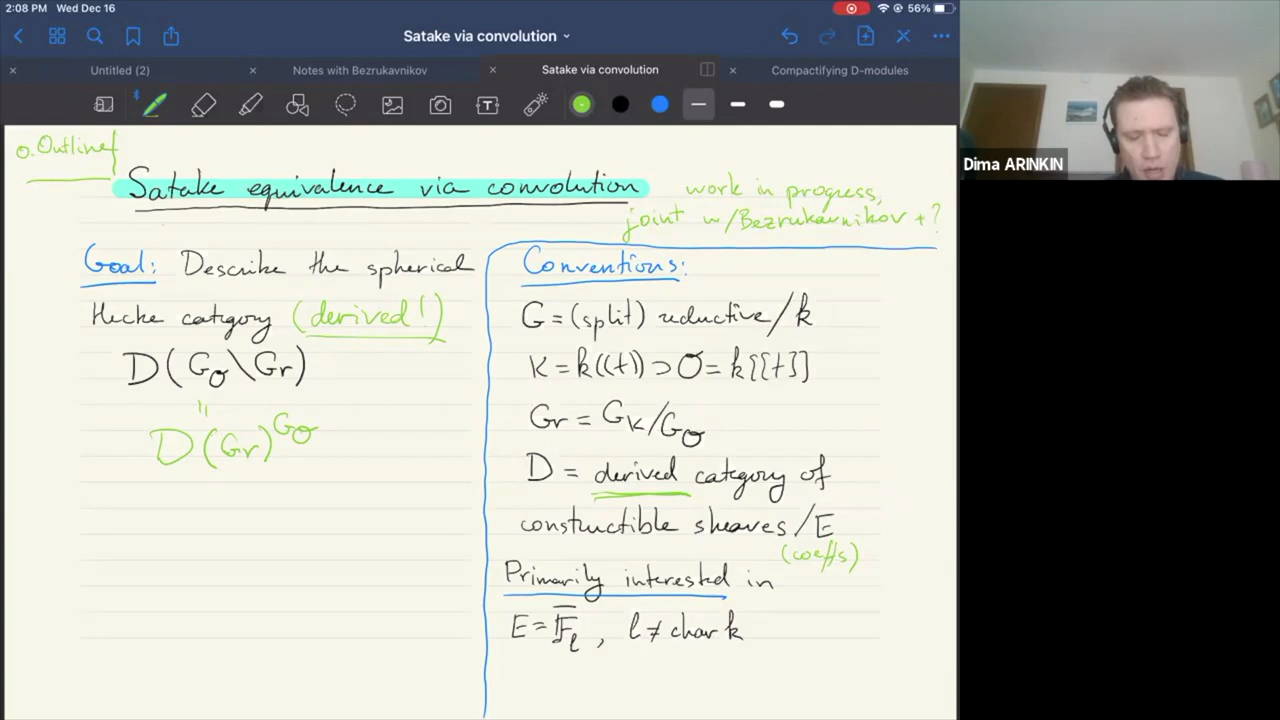 2:08 PM Wed Dec 16
56%
Satake via convolution
Untitled (2)
Notes with Bezrukavnikov
Satake via convolution
Compactifying D-modules
Dima ARINKIN
0. Outline
Satake equivalence via convolution
work in progress,
joint w/Bezrukavnikov + ?
Goal: Describe the spherical
Hecke category (derived!)
D(G_O \ Gr)
"
D(Gr)^{G_O}
Conventions:
G = (split) reductive/k
K = k((t)) ⊃ O = k[[t]]
Gr = G_K/G_O
D = derived category of
constructible sheaves/E
(coeffs)
Primarily interested in
E = \overline{F}_l, l ≠ char k